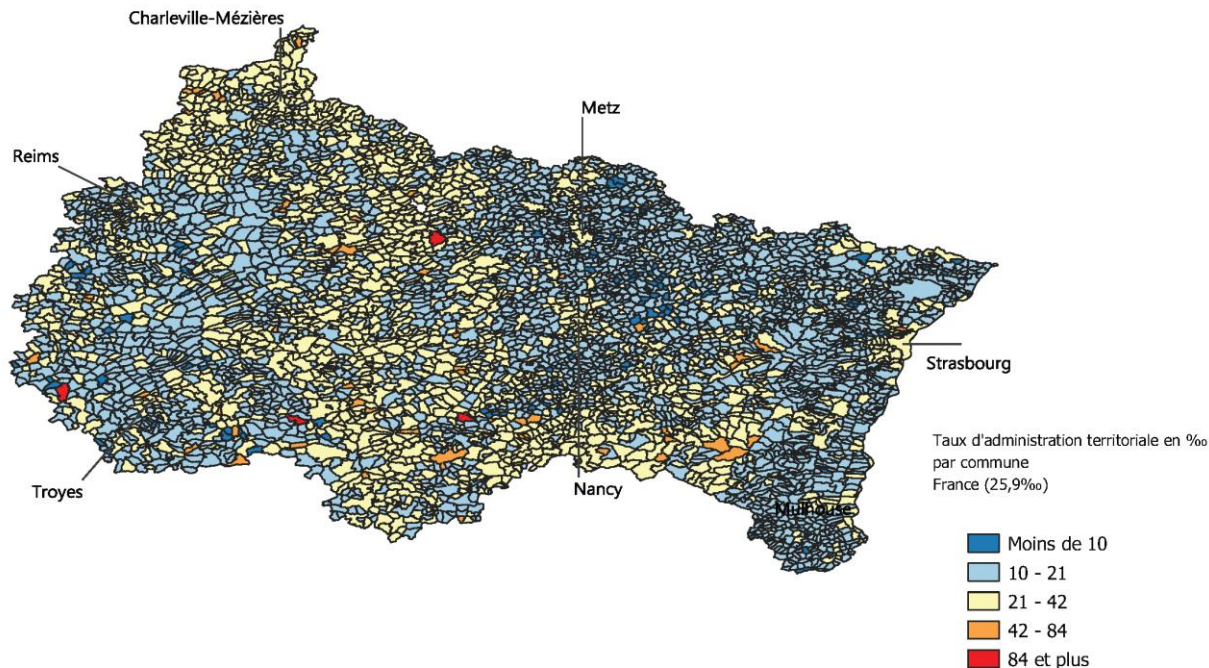 Charleville-Mézières
Metz
Reims
Strasbourg
Troyes
Nancy
Mulhouse
Taux d'administration territoriale en ‰
par commune
France (25,9‰)
Moins de 10
10 - 21
21 - 42
42 - 84
84 et plus